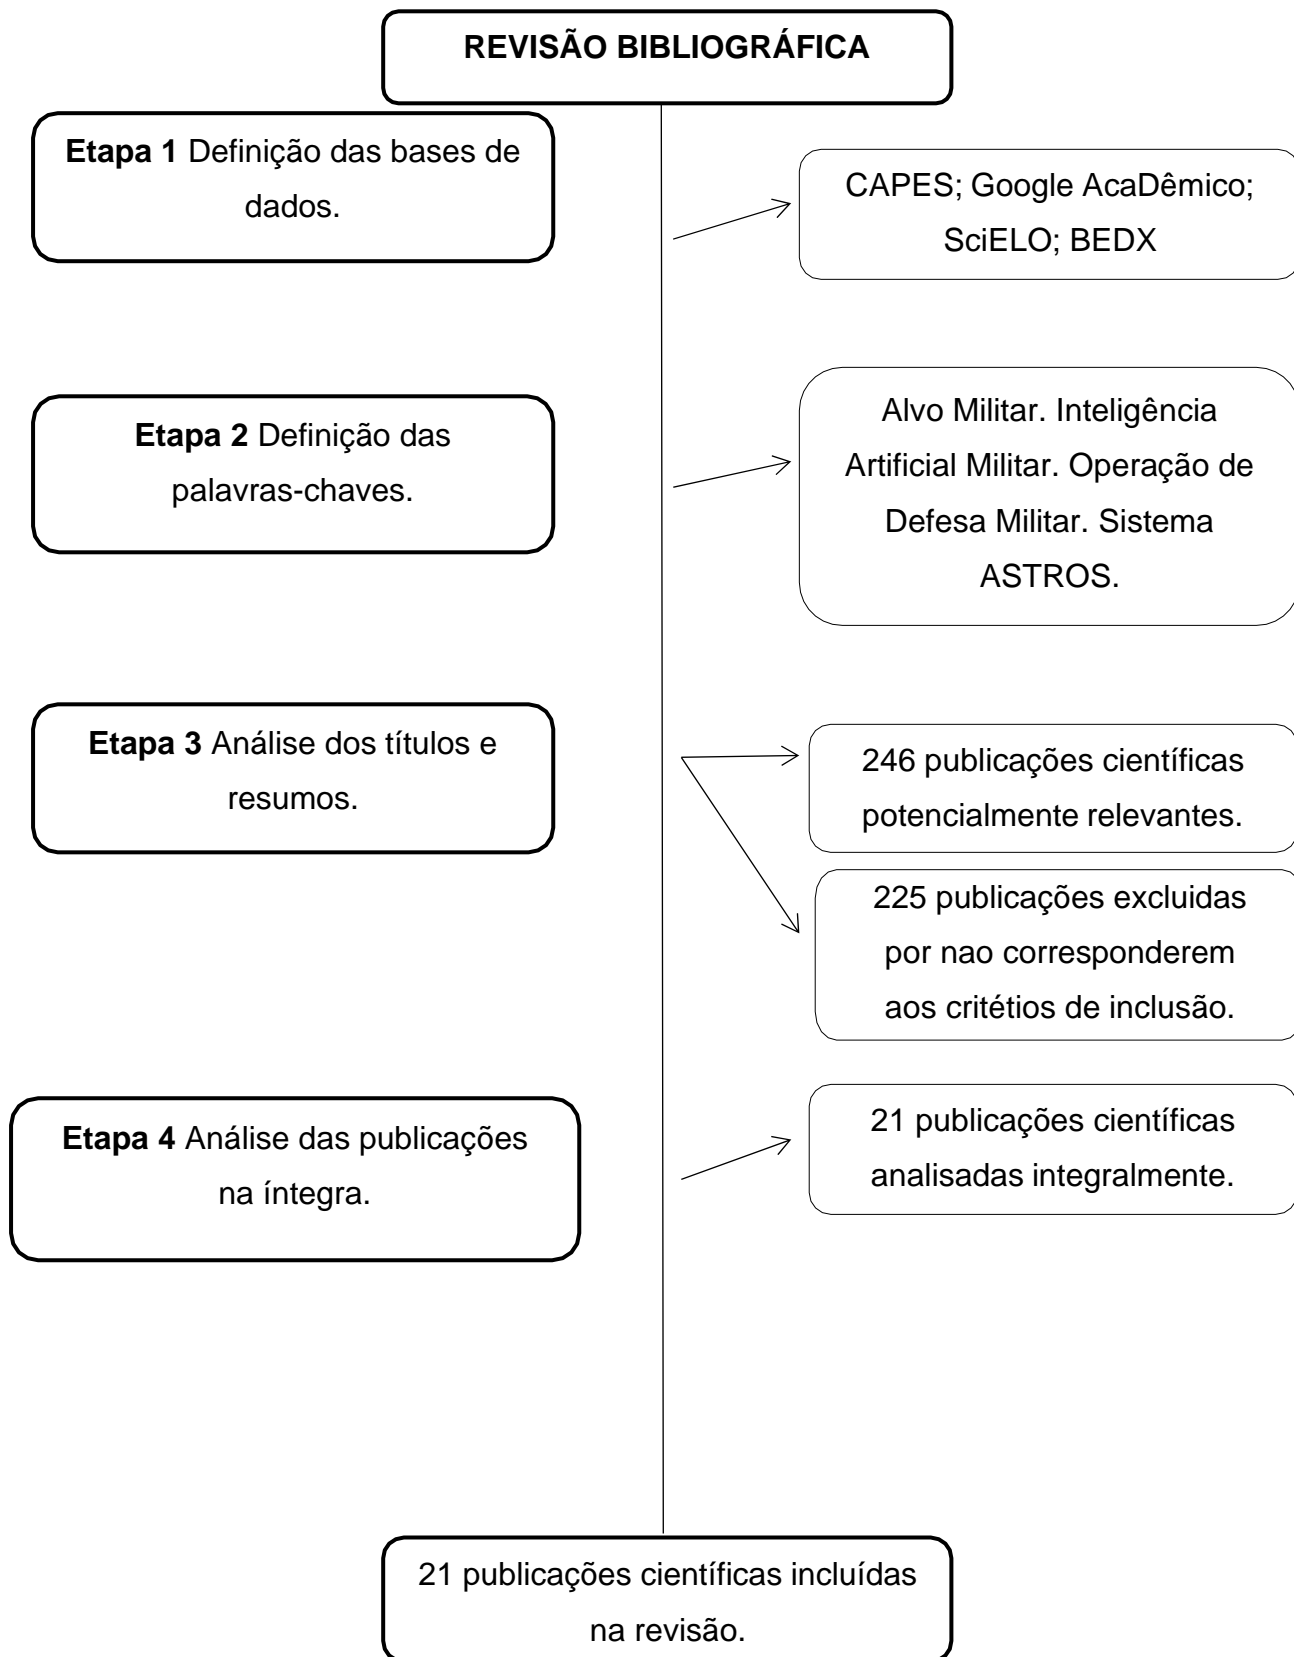 REVISÃO BIBLIOGRÁFICA
Etapa 1 Definição das bases de
dados.
CAPES; Google AcaDêmico;
SciELO; BEDX
Etapa 2 Definição das
palavras-chaves.
Alvo Militar. Inteligência
Artificial Militar. Operação de
Defesa Militar. Sistema
ASTROS.
Etapa 3 Análise dos títulos e
resumos.
246 publicações científicas
potencialmente relevantes.
225 publicações excluidas
por nao corresponderem
aos critétios de inclusão.
Etapa 4 Análise das publicações
na íntegra.
21 publicações científicas
analisadas integralmente.
21 publicações científicas incluídas
na revisão.